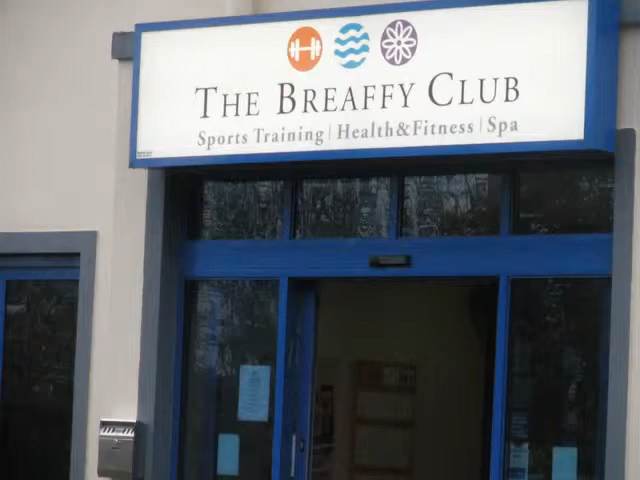 THE BREAFFY CLUB
Sports Training | Health&Fitness | Spa